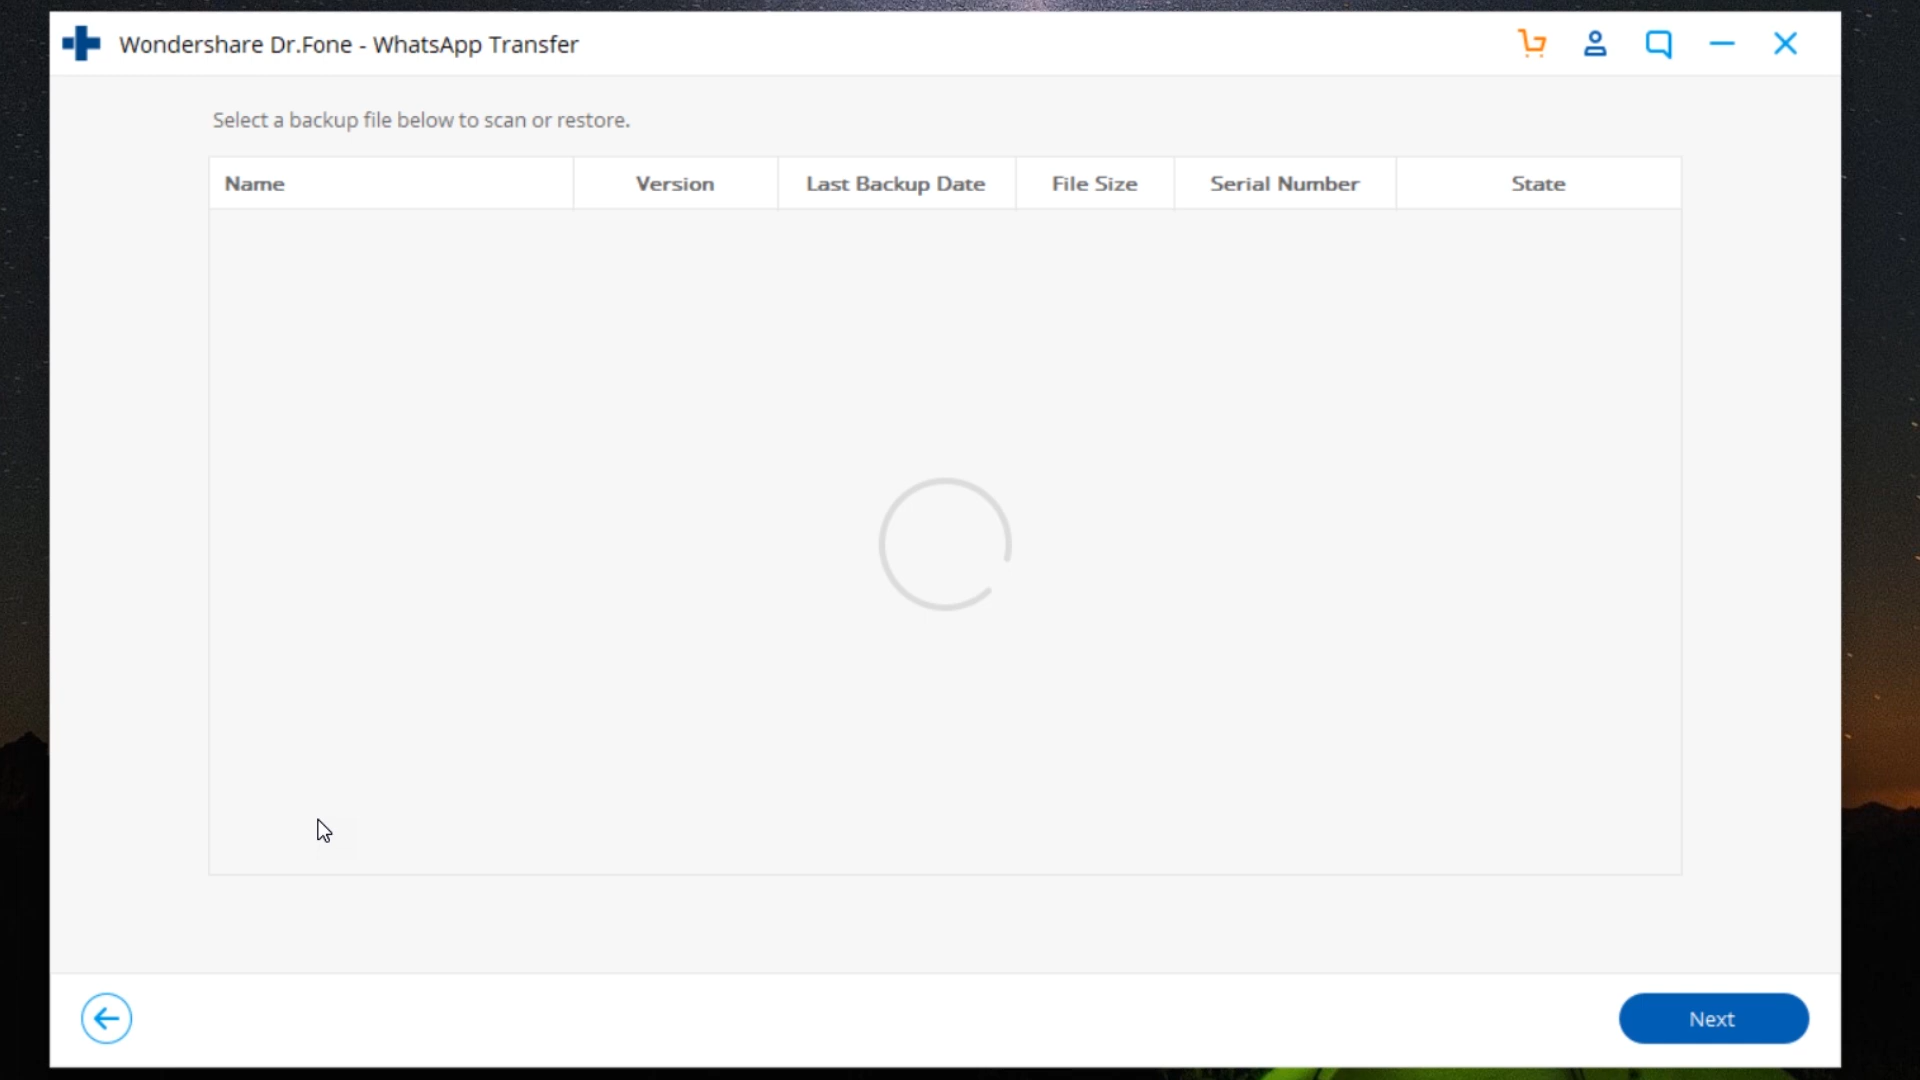 Wondershare Dr.Fone - WhatsApp Transfer
Select a backup file below to scan or restore.
Name Version Last Backup Date File Size Serial Number State
Next